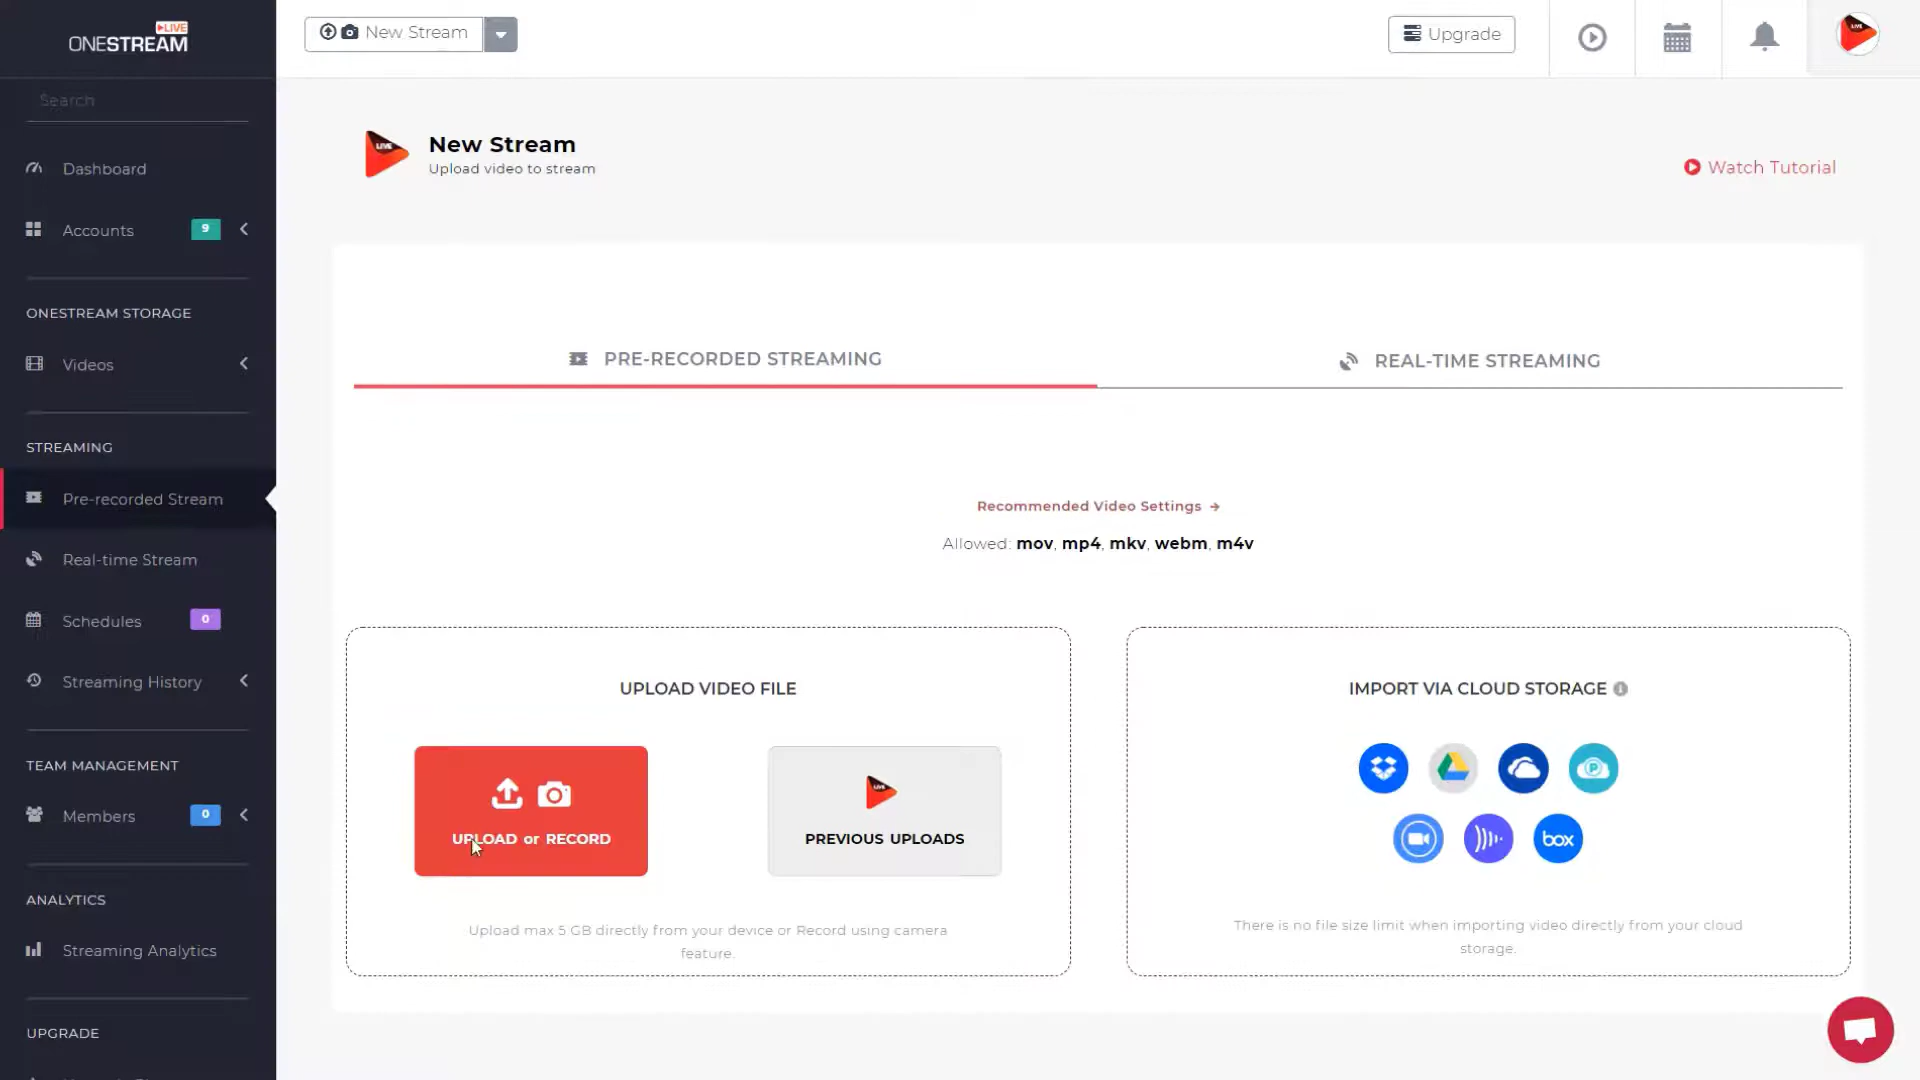 LIVE
ONESTREAM
Search
Dashboard
Accounts 9
ONESTREAM STORAGE
Videos
STREAMING
Pre-recorded Stream
Real-time Stream
Schedules 0
Streaming History
TEAM MANAGEMENT
Members 0
ANALYTICS
Streaming Analytics
UPGRADE
New Stream
Upgrade
LIVE
LIVE
New Stream
Upload video to stream
Watch Tutorial
PRE-RECORDED STREAMING
REAL-TIME STREAMING
Recommended Video Settings →
Allowed: mov, mp4, mkv, webm, m4v
UPLOAD VIDEO FILE
UPLOAD or RECORD
LIVE
PREVIOUS UPLOADS
Upload max 5 GB directly from your device or Record using camera
feature.
IMPORT VIA CLOUD STORAGE
P
box
There is no file size limit when importing video directly from your cloud
storage.